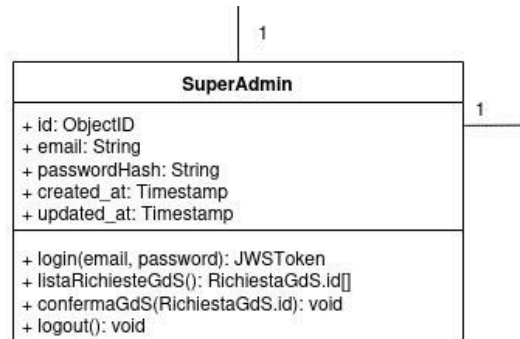 1
SuperAdmin
1
+ id: ObjectID
+ email: String
+ passwordHash: String
+ created_at: Timestamp
+ updated_at: Timestamp
+ login(email, password): JWSToken
+ listaRichiesteGdS(): RichiestaGdS.id[]
+ confermaGdS(RichiestaGdS.id): void
+ logout(): void